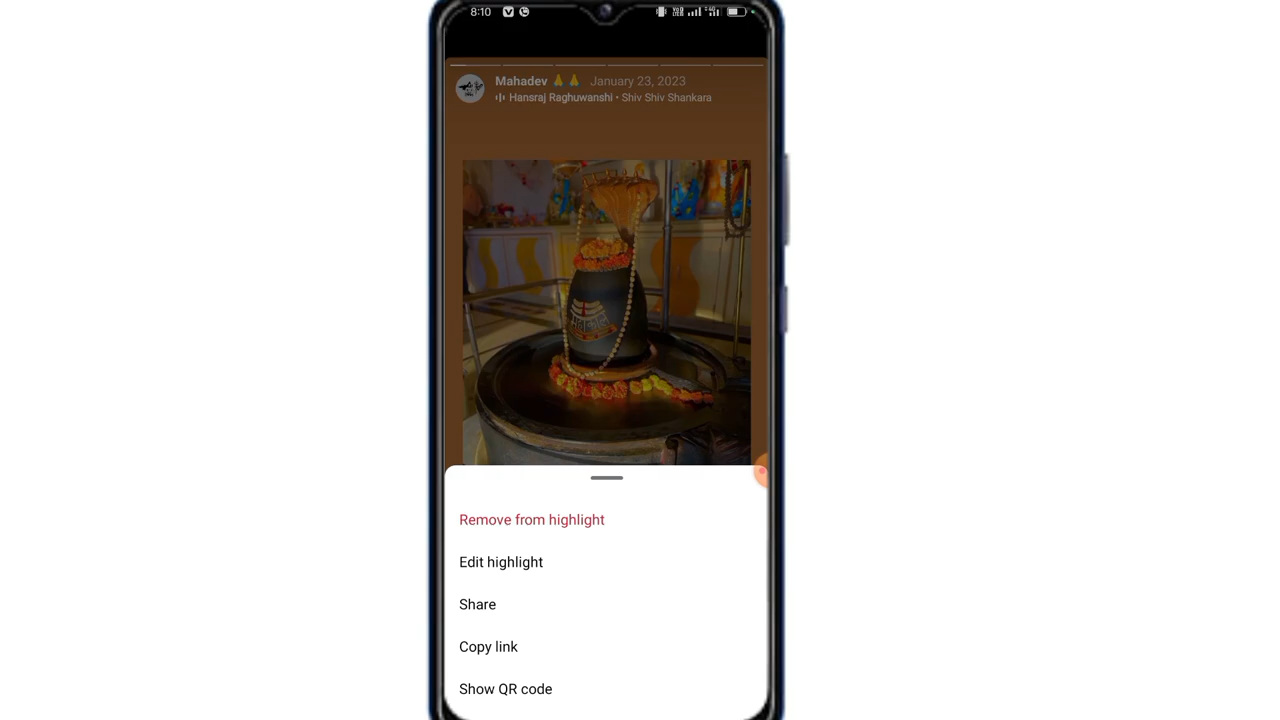 8:10
Mahadev 🙏🙏 January 23, 2023
Hansraj Raghuwanshi • Shiv Shiv Shankara
महाकाल
Remove from highlight
Edit highlight
Share
Copy link
Show QR code